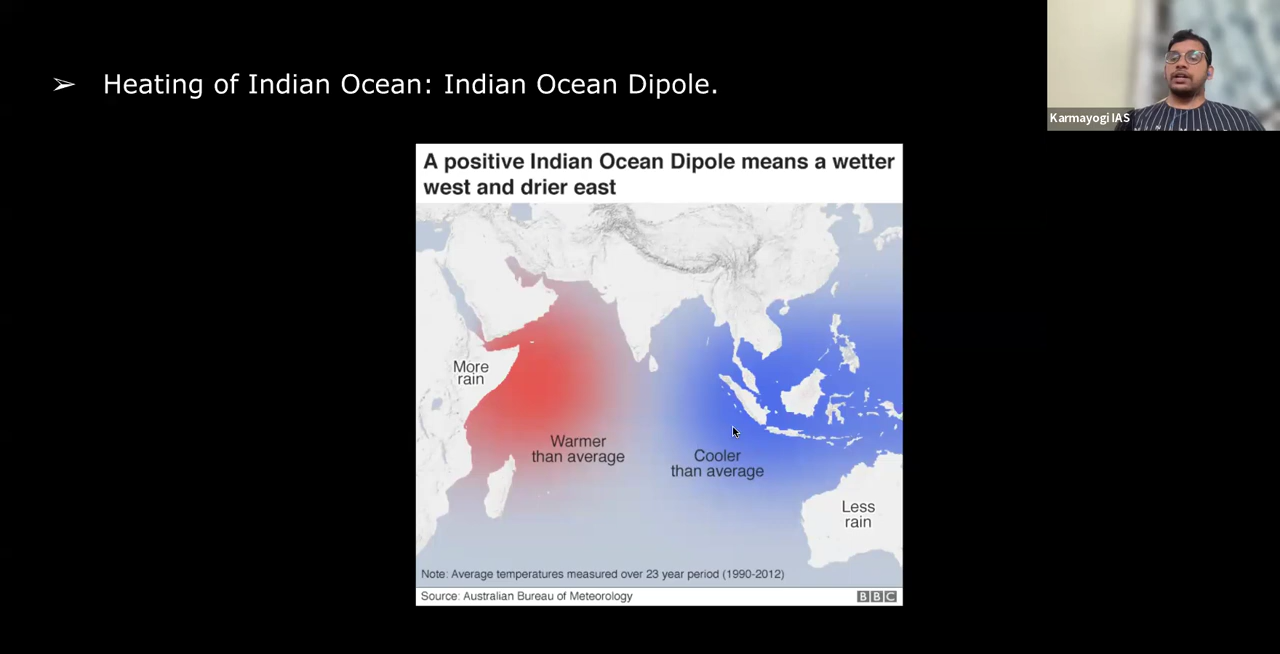 ➢ Heating of Indian Ocean: Indian Ocean Dipole.
Karmayogi IAS
A positive Indian Ocean Dipole means a wetter
west and drier east
More
rain
Warmer
than average
Cooler
than average
Less
rain
Note: Average temperatures measured over 23 year period (1990-2012)
Source: Australian Bureau of Meteorology
BBC